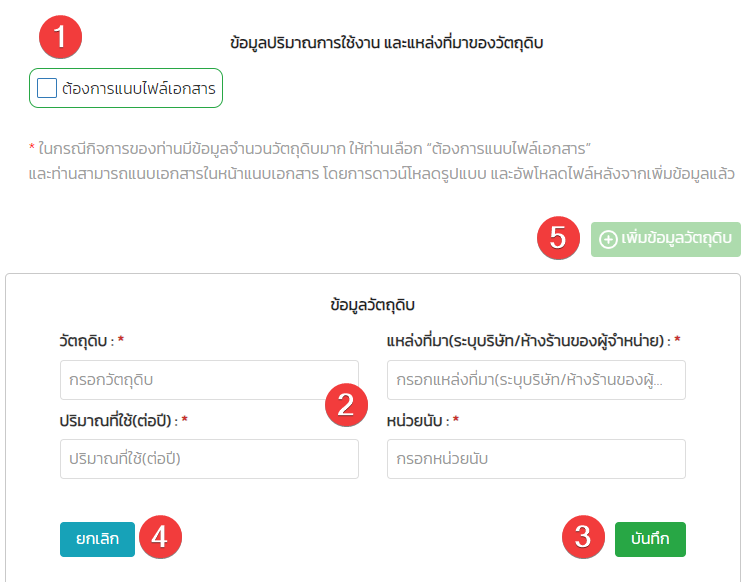 1
ข้อมูลปริมาณการใช้งาน และแหล่งที่มาของวัตถุดิบ
ต้องการแนบไฟล์เอกสาร
* ในกรณีกิจการของท่านมีข้อมูลจำนวนวัตถุดิบมาก ให้ท่านเลือก “ต้องการแนบไฟล์เอกสาร”
และท่านสามารถแนบเอกสารในหน้าแนบเอกสาร โดยการดาวน์โหลดรูปแบบ และอัพโหลดไฟล์หลังจากเพิ่มข้อมูลแล้ว
5 เพิ่มข้อมูลวัตถุดิบ
ข้อมูลวัตถุดิบ
วัตถุดิบ : * แหล่งที่มา(ระบุบริษัท/ห้างร้านของผู้จำหน่าย) : *
กรอกวัตถุดิบ กรอกแหล่งที่มา(ระบุบริษัท/ห้างร้านของผู้...
2
ปริมาณที่ใช้(ต่อปี) : * หน่วยนับ : *
ปริมาณที่ใช้(ต่อปี) กรอกหน่วยนับ
ยกเลิก 4 3 บันทึก